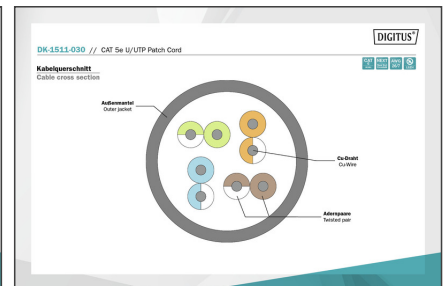 DIGITUS®
DK-1511-030 // CAT 5e U/UTP Patch Cord
Kabelquerschnitt
Cable cross section
Außenmantel
Outer jacket
Cu-Draht
Cu-Wire
Adernpaare
Twisted pair